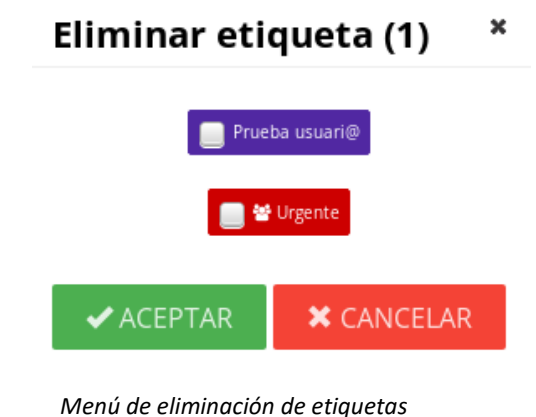 Eliminar etiqueta (1)
Prueba usuari@
Urgente
ACEPTAR
CANCELAR
Menú de eliminación de etiquetas